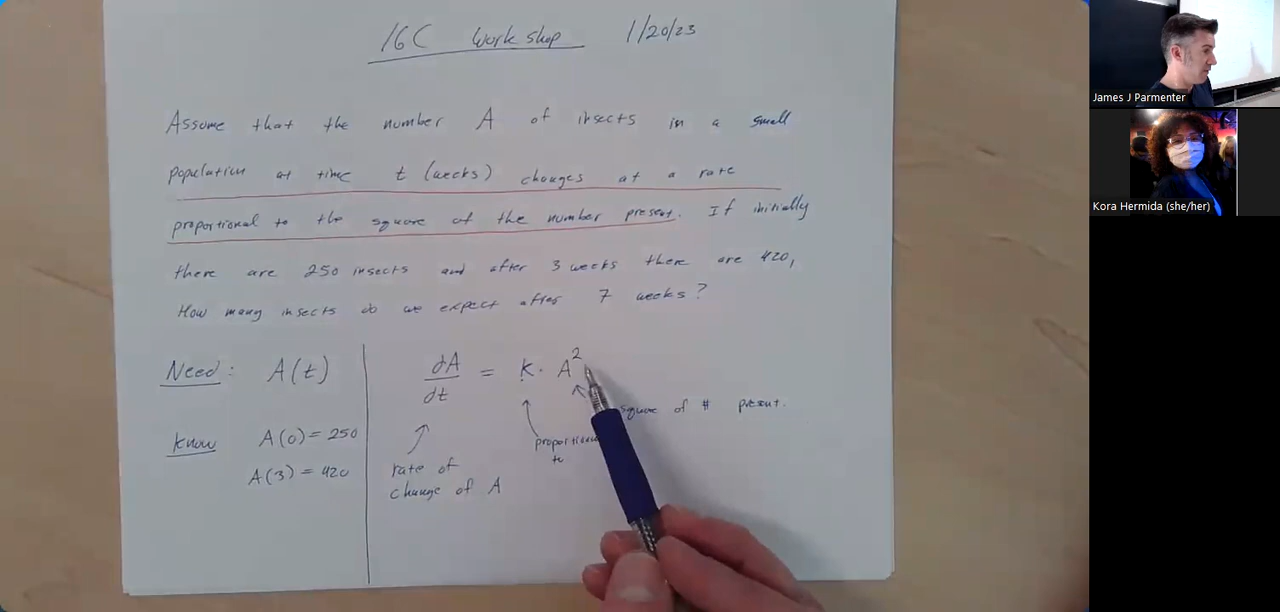 16C Workshop 1/20/23
Assume that the number A of insects in a small
population at time t (weeks) changes at a rate
proportional to the square of the number present. If initially
there are 250 insects and after 3 weeks there are 420,
How many insects do we expect after 7 weeks?
Need: A(t)
dA/dt = k · A²
square of # present.
Know A(0) = 250
A(3) = 420
proportional
to
rate of
change of A
James J Parmenter
Kora Hermida (she/her)